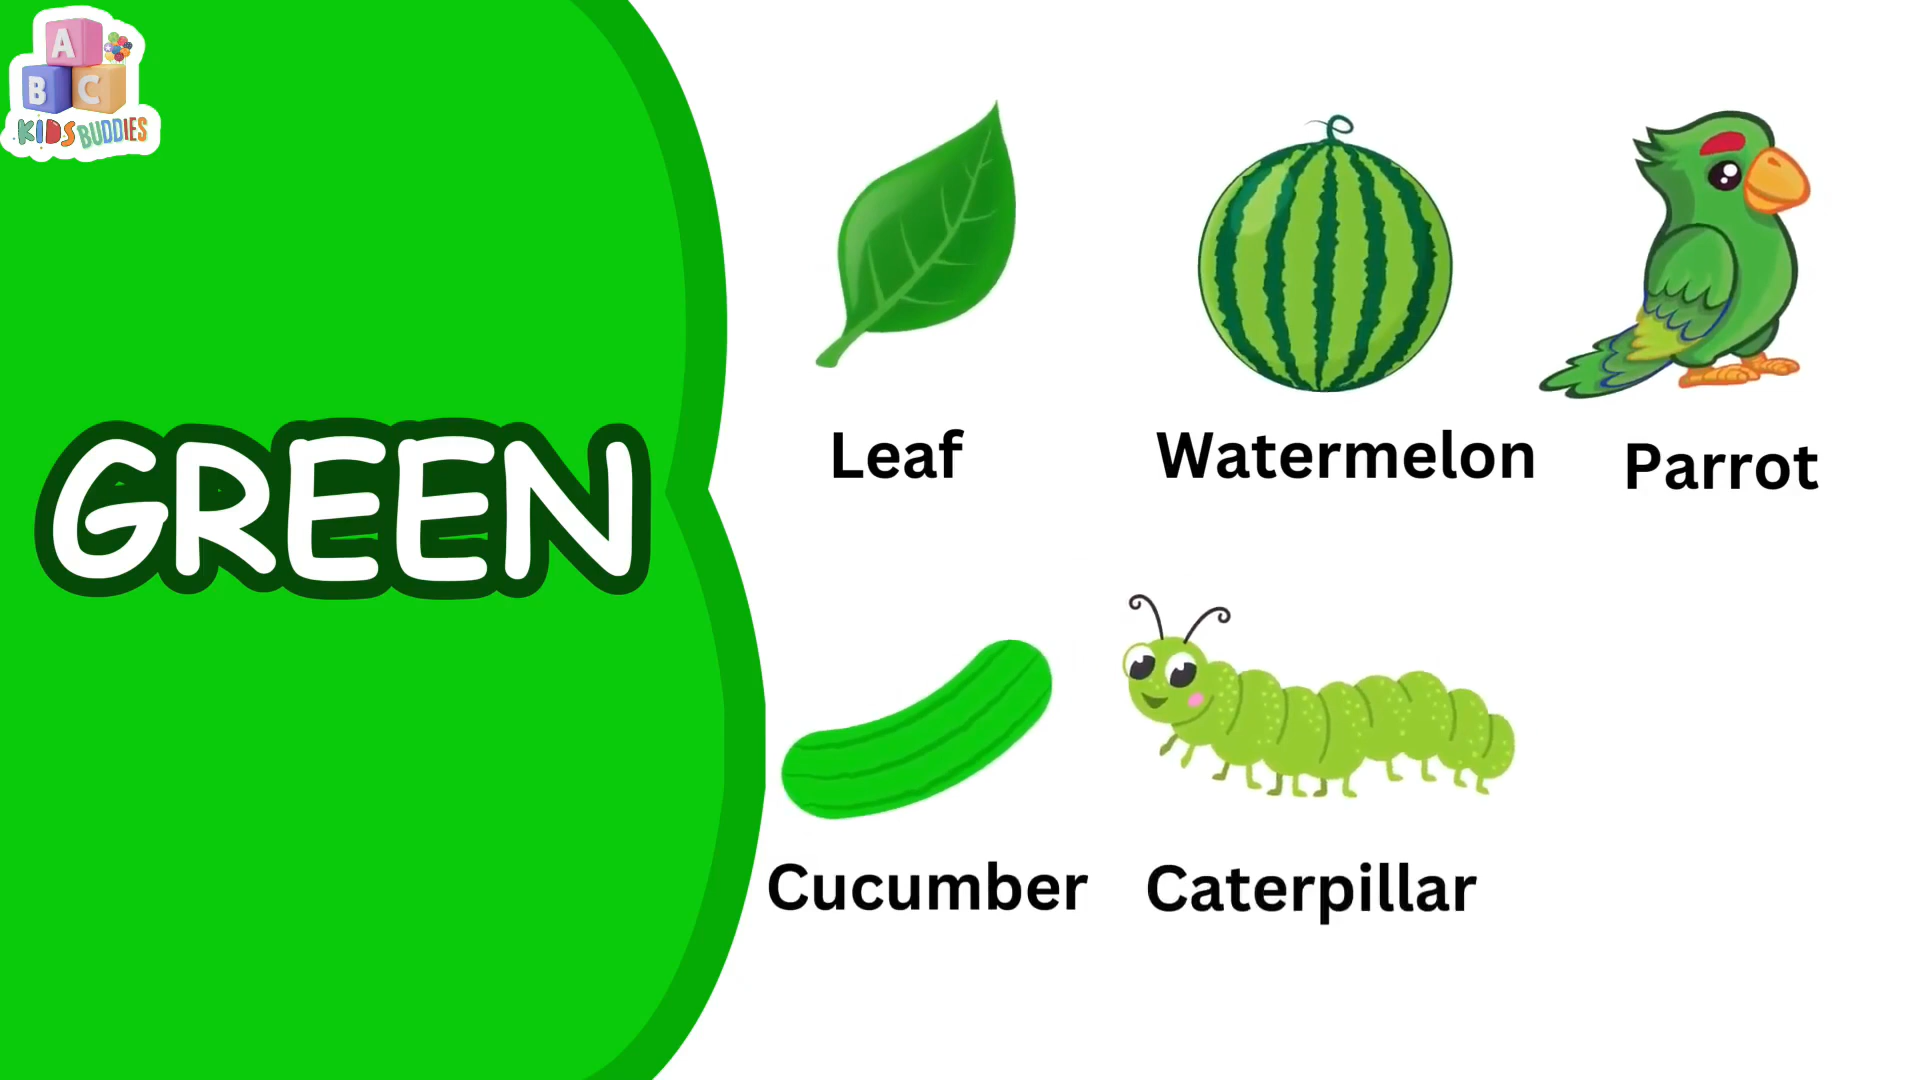 A
B C
KIDS BUDDIES
GREEN
Leaf
Watermelon
Parrot
Cucumber
Caterpillar